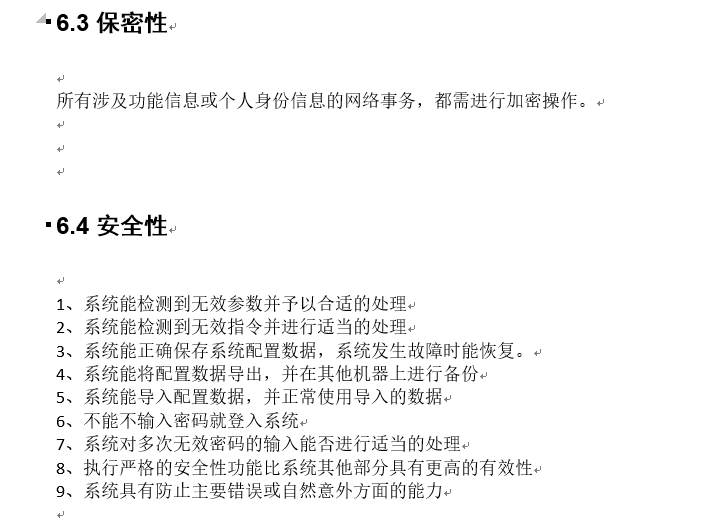 6.3 保密性
所有涉及功能信息或个人身份信息的网络事务，都需进行加密操作。
6.4 安全性
1、系统能检测到无效参数并予以合适的处理
2、系统能检测到无效指令并进行适当的处理
3、系统能正确保存系统配置数据，系统发生故障时能恢复。
4、系统能将配置数据导出，并在其他机器上进行备份
5、系统能导入配置数据，并正常使用导入的数据
6、不能不输入密码就登入系统
7、系统对多次无效密码的输入能否进行适当的处理
8、执行严格的安全性功能比系统其他部分具有更高的有效性
9、系统具有防止主要错误或自然意外方面的能力